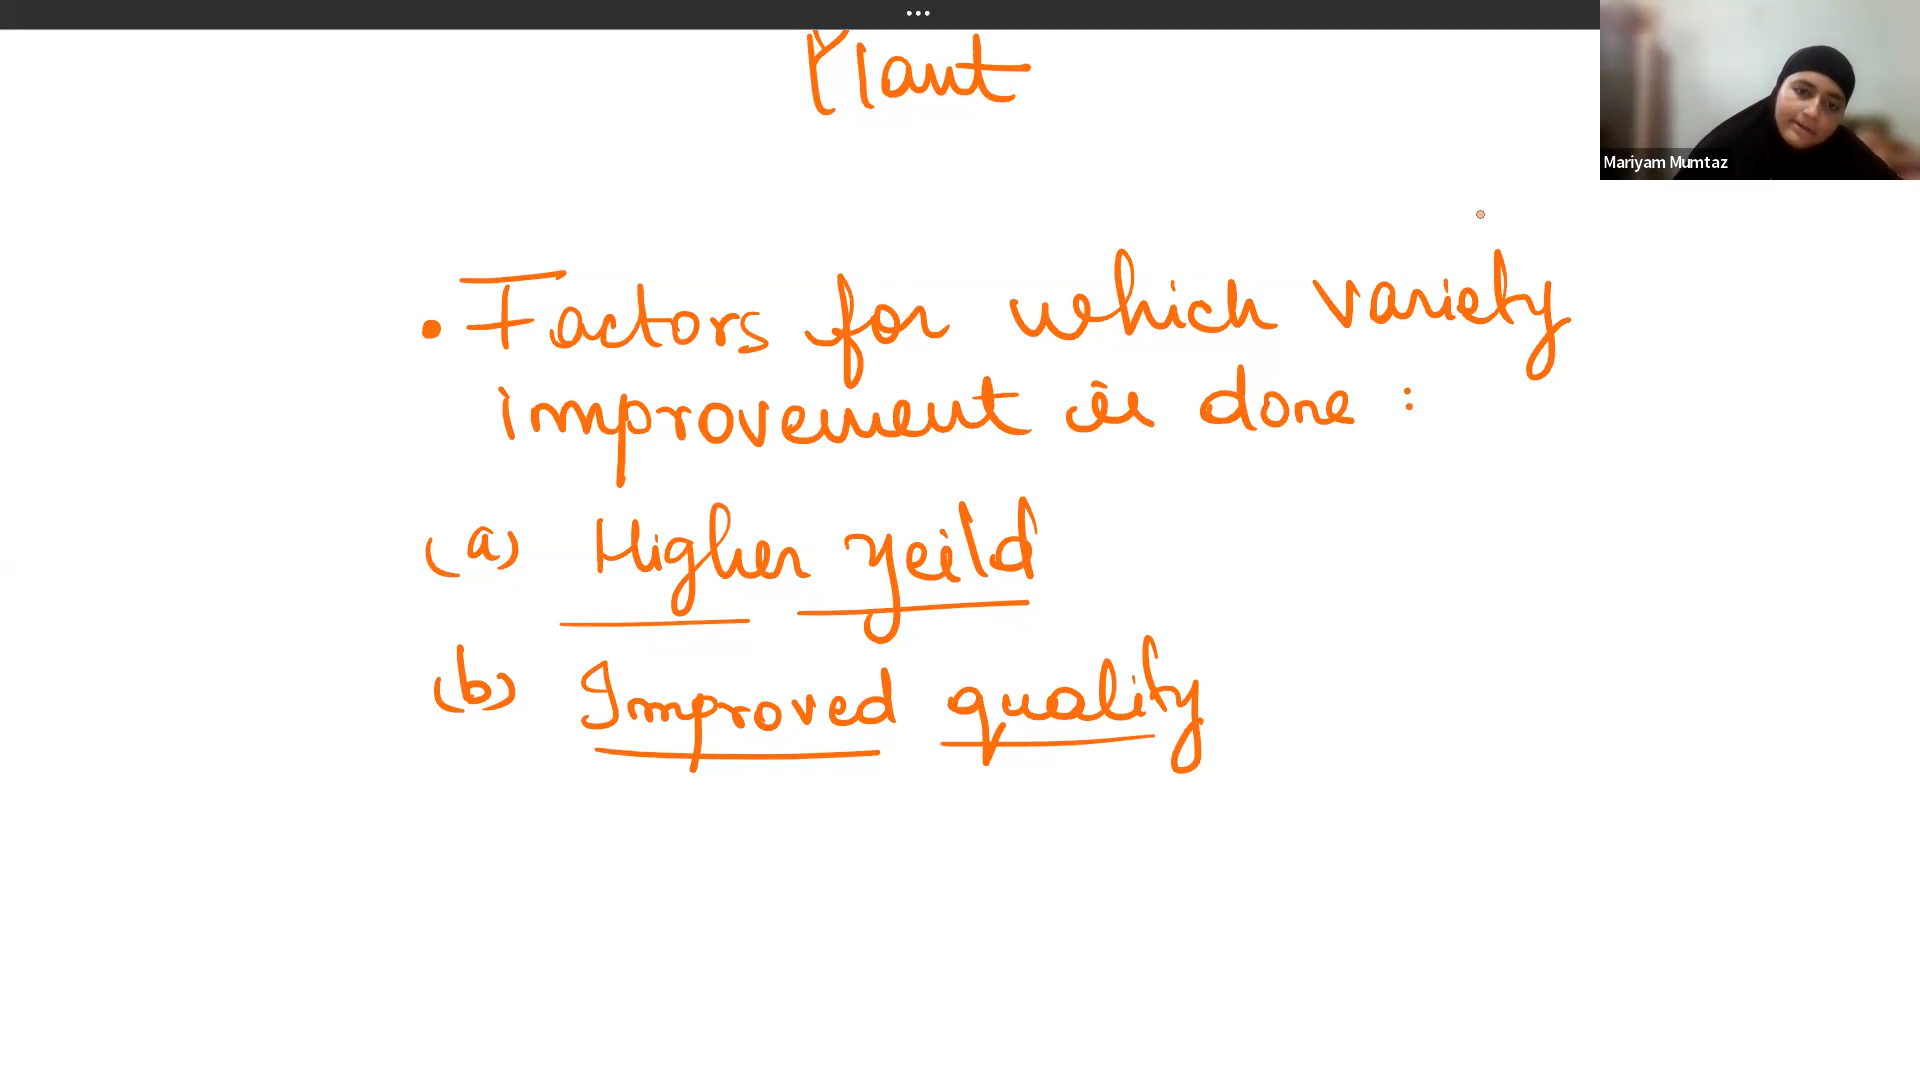 Plant
Mariyam Mumtaz
• Factors for which variety
improvement is done :
(a) Higher yeild
(b) Improved quality